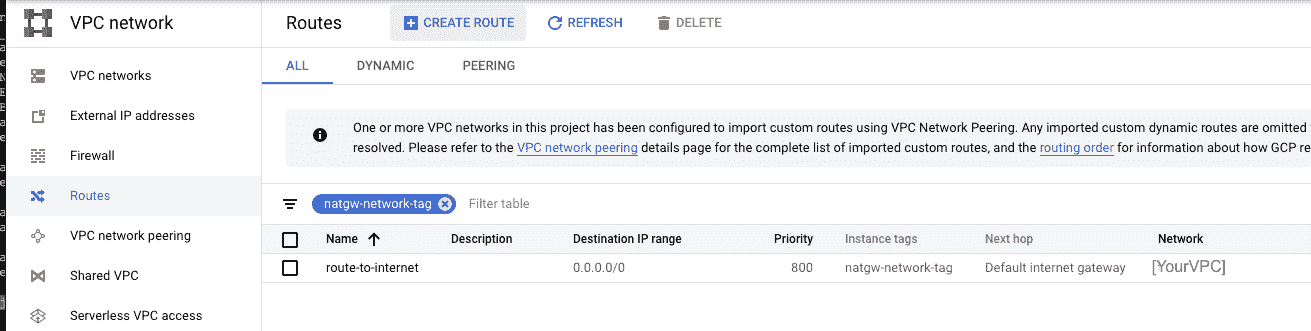 VPC network
Routes
CREATE ROUTE
REFRESH
DELETE
VPC networks
External IP addresses
Firewall
Routes
VPC network peering
Shared VPC
Serverless VPC access
ALL
DYNAMIC
PEERING
One or more VPC networks in this project has been configured to import custom routes using VPC Network Peering. Any imported custom dynamic routes are omitted
resolved. Please refer to the VPC network peering details page for the complete list of imported custom routes, and the routing order for information about how GCP re
natgw-network-tag
Filter table
Name Description Destination IP range Priority Instance tags Next hop Network
route-to-internet 0.0.0.0/0 800 natgw-network-tag Default internet gateway [YourVPC]